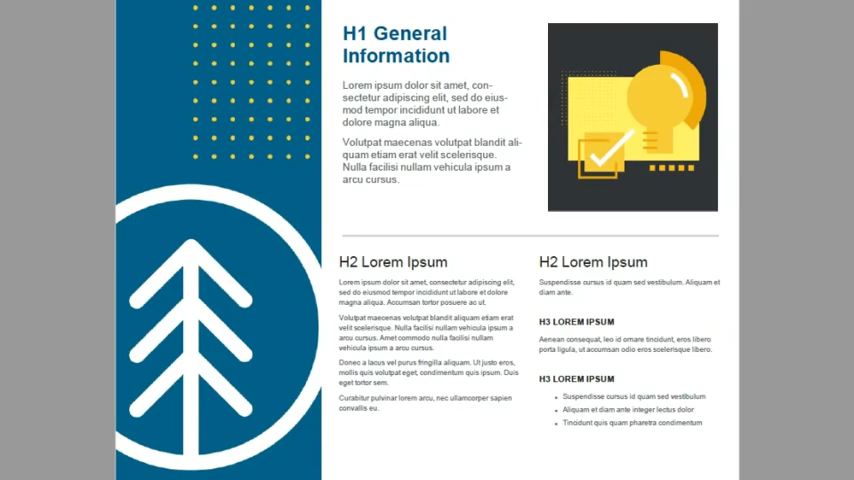 H1 General
Information
Lorem ipsum dolor sit amet, con-
sectetur adipiscing elit, sed do eius-
mod tempor incididunt ut labore et
dolore magna aliqua.
Volutpat maecenas volutpat blandit ali-
quam etiam erat velit scelerisque.
Nulla facilisi nullam vehicula ipsum a
arcu cursus.
H2 Lorem Ipsum
Lorem ipsum dolor sit amet, consectetur adipiscing elit,
sed do eiusmod tempor incididunt ut labore et dolore
magna aliqua. Accumsan tortor posuere ac ut.
Volutpat maecenas volutpat blandit aliquam etiam erat
velit scelerisque. Nulla facilisi nullam vehicula ipsum a
arcu cursus. Amet commodo nulla facilisi nullam
vehicula ipsum a arcu cursus.
Donec a lacus vel purus fringilla aliquam. Ut justo eros,
mollis quis volutpat eget, condimentum quis ipsum. Duis
eget tortor sem.
Curabitur pulvinar lorem arcu, nec ullamcorper sapien
convallis eu.
H2 Lorem Ipsum
Suspendisse cursus id quam sed vestibulum. Aliquam et
diam ante.
H3 LOREM IPSUM
Aenean consequat, leo id ornare tincidunt, eros libero
porta ligula, ut accumsan odio eros scelerisque libero.
H3 LOREM IPSUM
• Suspendisse cursus id quam sed vestibulum
• Aliquam et diam ante integer lectus dolor
• Tincidunt quis quam pharetra condimentum